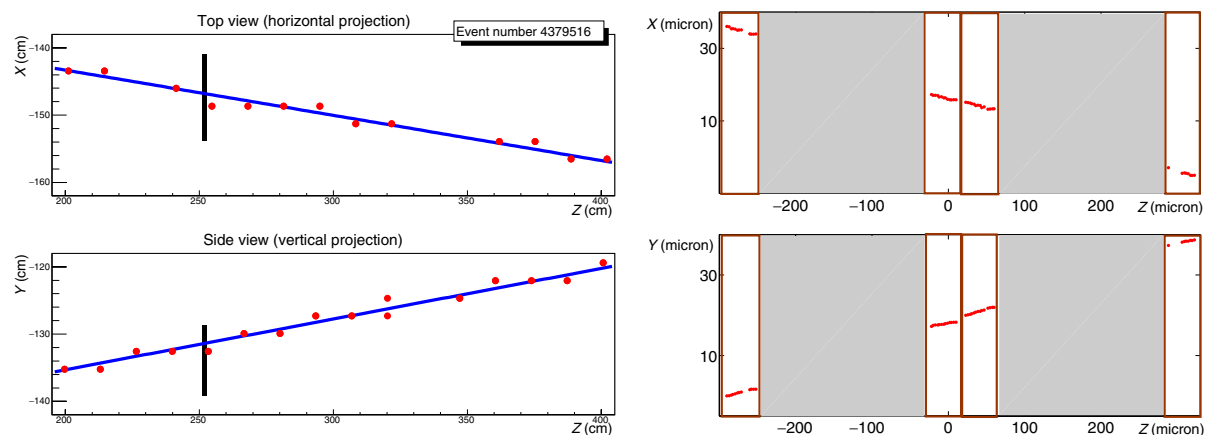 Top view (horizontal projection)
Event number 4379516
X (cm)
−140
−150
−160
200 250 300 350 400
Z (cm)
Side view (vertical projection)
Y (cm)
−120
−130
−140
200 250 300 350 400
Z (cm)
X (micron)
30
10
−200 −100 0 100 200 Z (micron)
Y (micron)
30
10
−200 −100 0 100 200 Z (micron)